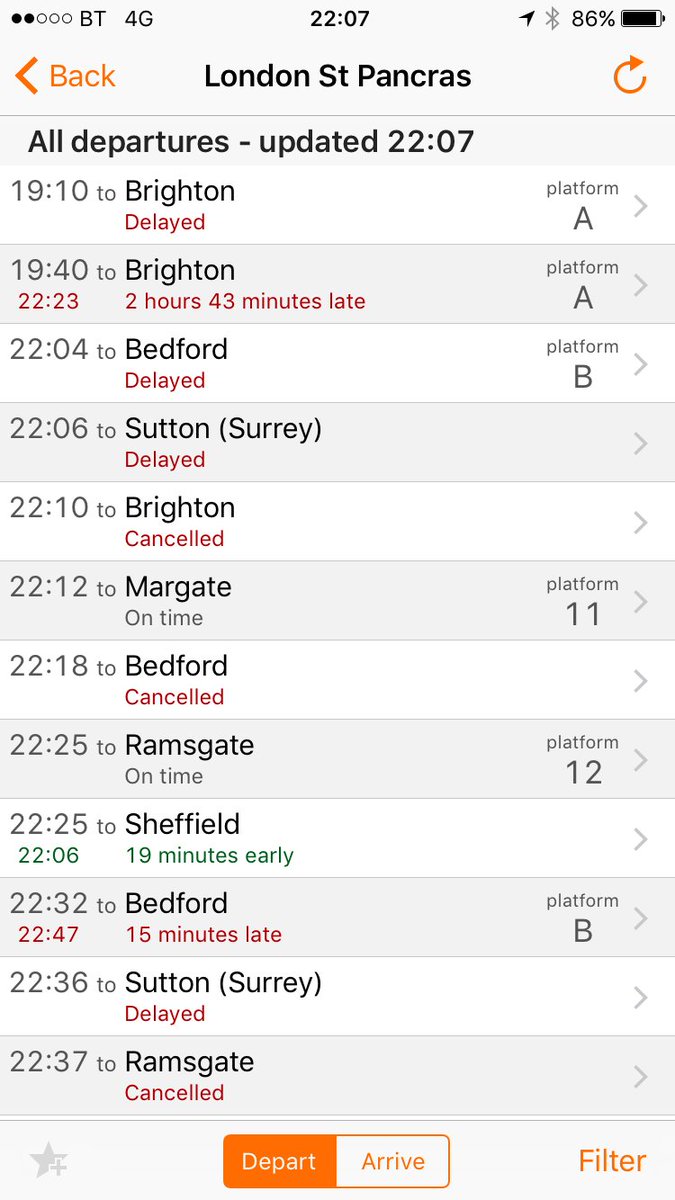 BT 4G 22:07 86%
Back London St Pancras
All departures - updated 22:07
19:10 to Brighton platform
Delayed A
19:40 to Brighton platform
22:23 2 hours 43 minutes late A
22:04 to Bedford platform
Delayed B
22:06 to Sutton (Surrey)
Delayed
22:10 to Brighton
Cancelled
22:12 to Margate platform
On time 11
22:18 to Bedford
Cancelled
22:25 to Ramsgate platform
On time 12
22:25 to Sheffield
22:06 19 minutes early
22:32 to Bedford platform
22:47 15 minutes late B
22:36 to Sutton (Surrey)
Delayed
22:37 to Ramsgate
Cancelled
Depart Arrive Filter